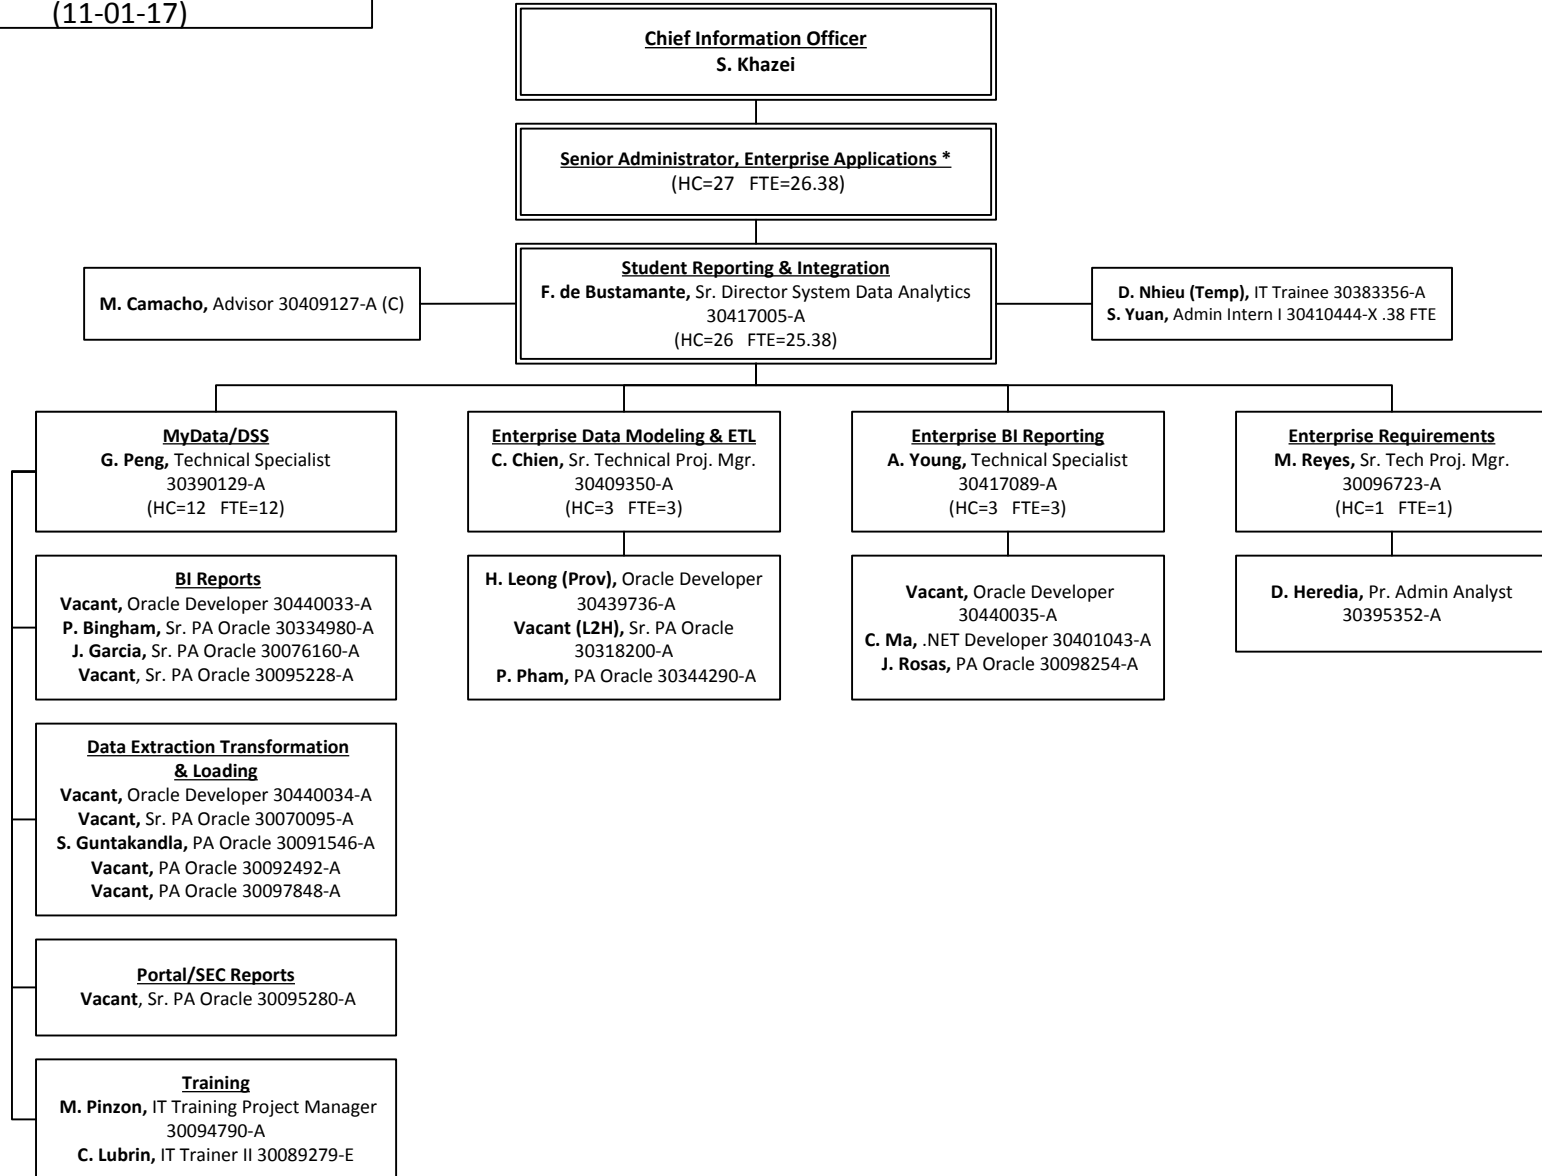 (11-01-17)
Chief Information Officer
S. Khazei
Senior Administrator, Enterprise Applications *
(HC=27 FTE=26.38)
Student Reporting & Integration
F. de Bustamante, Sr. Director System Data Analytics
30417005-A
(HC=26 FTE=25.38)
M. Camacho, Advisor 30409127-A (C)
D. Nhieu (Temp), IT Trainee 30383356-A
S. Yuan, Admin Intern I 30410444-X .38 FTE
MyData/DSS
G. Peng, Technical Specialist
30390129-A
(HC=12 FTE=12)
Enterprise Data Modeling & ETL
C. Chien, Sr. Technical Proj. Mgr.
30409350-A
(HC=3 FTE=3)
Enterprise BI Reporting
A. Young, Technical Specialist
30417089-A
(HC=3 FTE=3)
Enterprise Requirements
M. Reyes, Sr. Tech Proj. Mgr.
30096723-A
(HC=1 FTE=1)
BI Reports
Vacant, Oracle Developer 30440033-A
P. Bingham, Sr. PA Oracle 30334980-A
J. Garcia, Sr. PA Oracle 30076160-A
Vacant, Sr. PA Oracle 30095228-A
H. Leong (Prov), Oracle Developer
30439736-A
Vacant (L2H), Sr. PA Oracle
30318200-A
P. Pham, PA Oracle 30344290-A
Vacant, Oracle Developer
30440035-A
C. Ma, .NET Developer 30401043-A
J. Rosas, PA Oracle 30098254-A
D. Heredia, Pr. Admin Analyst
30395352-A
Data Extraction Transformation
& Loading
Vacant, Oracle Developer 30440034-A
Vacant, Sr. PA Oracle 30070095-A
S. Guntakandla, PA Oracle 30091546-A
Vacant, PA Oracle 30092492-A
Vacant, PA Oracle 30097848-A
Portal/SEC Reports
Vacant, Sr. PA Oracle 30095280-A
Training
M. Pinzon, IT Training Project Manager
30094790-A
C. Lubrin, IT Trainer II 30089279-E